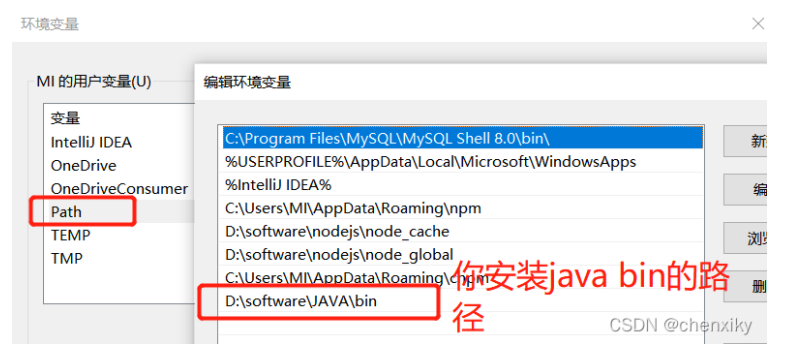 环境变量
MI 的用户变量(U)
变量
IntelliJ IDEA
OneDrive
OneDriveConsumer
Path
TEMP
TMP
编辑环境变量
C:\Program Files\MySQL\MySQL Shell 8.0\bin\
%USERPROFILE%\AppData\Local\Microsoft\WindowsApps
%IntelliJ IDEA%
C:\Users\MI\AppData\Roaming\npm
D:\software\nodejs\node_cache
D:\software\nodejs\node_global
C:\Users\MI\AppData\Roaming\cnpm
D:\software\JAVA\bin
新
编
浏
删
你安装java bin的路
径
CSDN @chenxiky